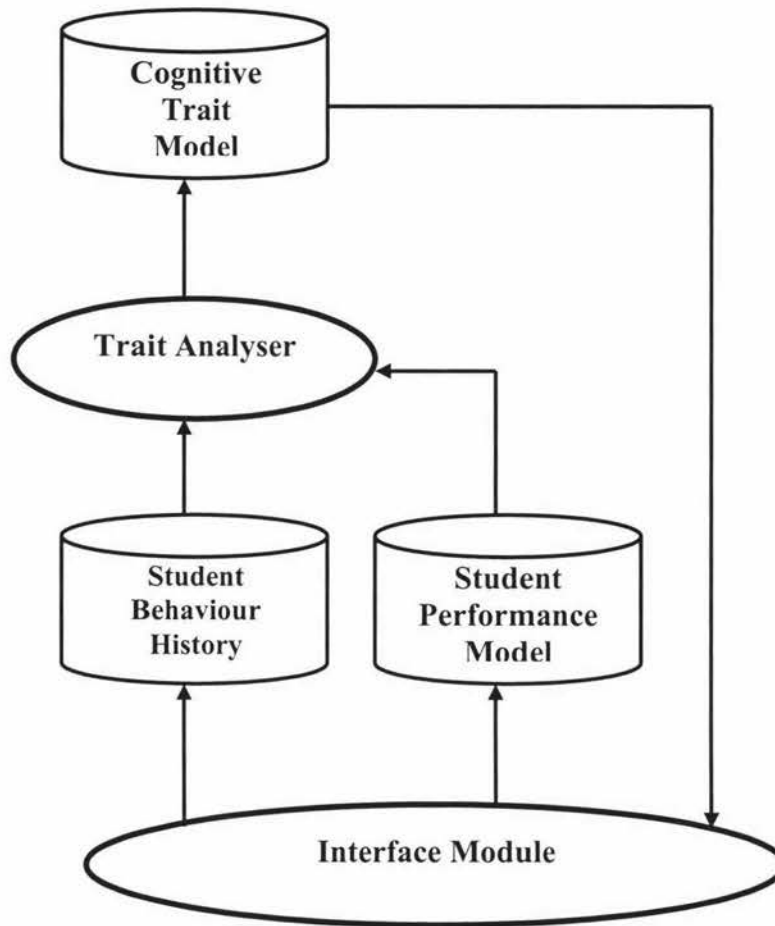 Cognitive
Trait
Model
Trait Analyser
Student
Behaviour
History
Student
Performance
Model
Interface Module